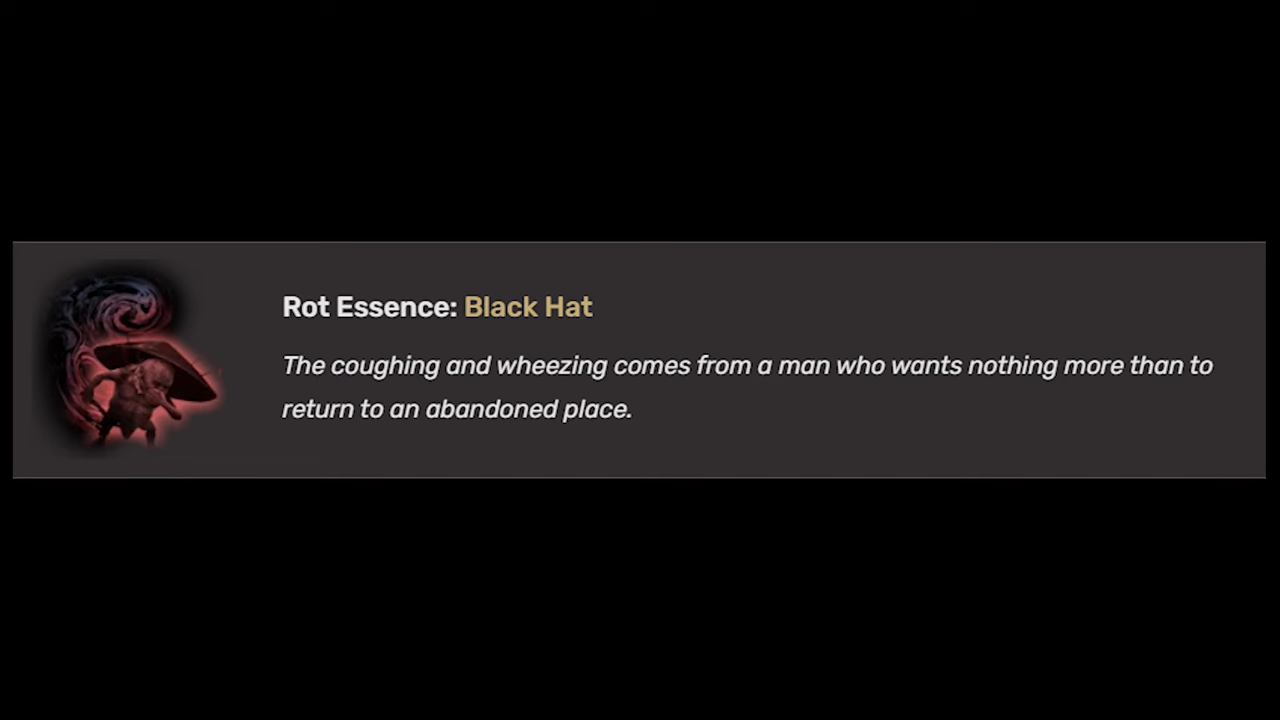 Rot Essence: Black Hat
The coughing and wheezing comes from a man who wants nothing more than to
return to an abandoned place.